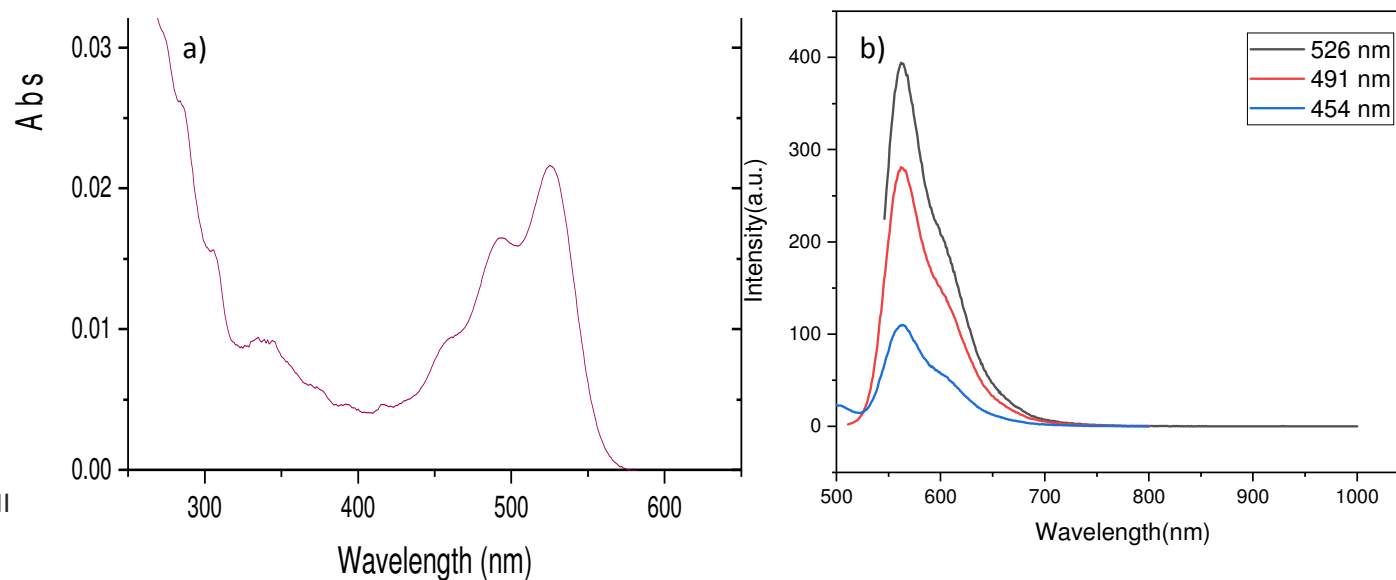 a)
0.03
0.02
0.01
0.00
A b s
300 400 500 600
Wavelength (nm)
II
b)
526 nm
491 nm
454 nm
400
300
200
100
0
Intensity(a.u.)
500 600 700 800 900 1000
Wavelength(nm)